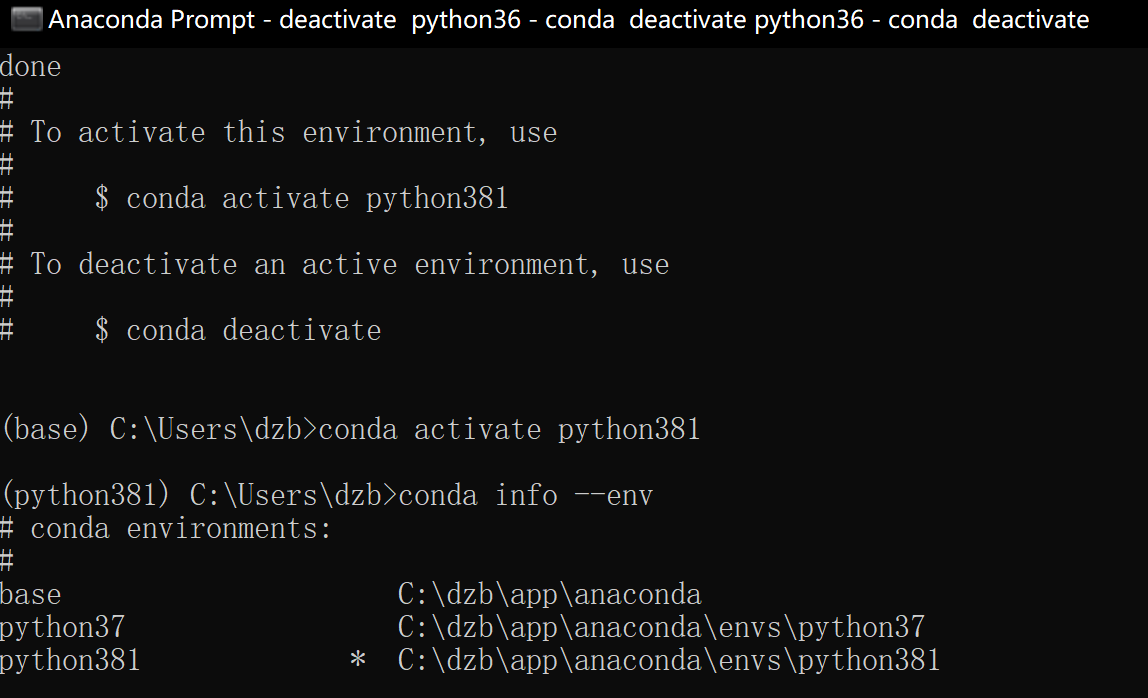 Anaconda Prompt - deactivate  python36 - conda  deactivate python36 - conda  deactivate
done
#
# To activate this environment, use
#
#     $ conda activate python381
#
# To deactivate an active environment, use
#
#     $ conda deactivate
(base) C:\Users\dzb>conda activate python381
(python381) C:\Users\dzb>conda info --env
# conda environments:
#
base                     C:\dzb\app\anaconda
python37                 C:\dzb\app\anaconda\envs\python37
python381             *  C:\dzb\app\anaconda\envs\python381